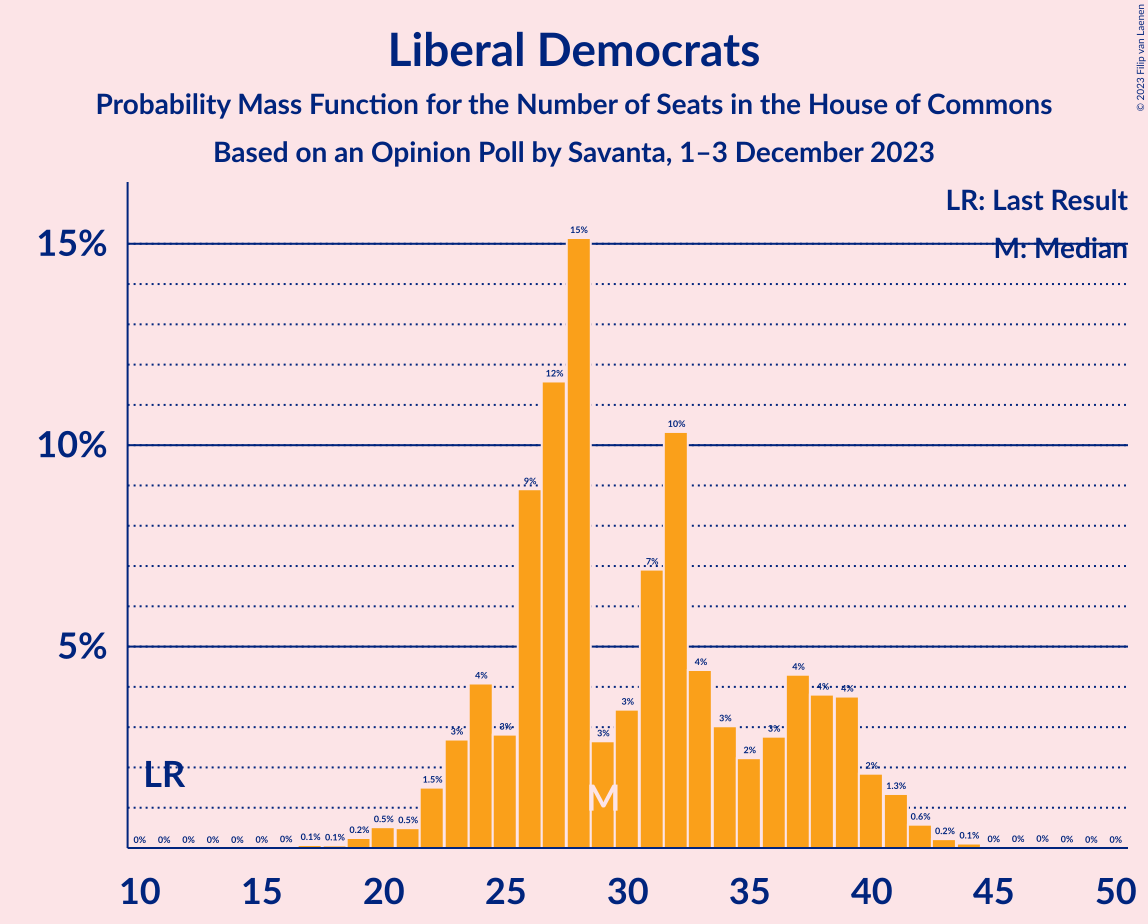 Liberal Democrats
Probability Mass Function for the Number of Seats in the House of Commons
Based on an Opinion Poll by Savanta, 1–3 December 2023
© 2023 Filip van Laenen
LR: Last Result
M: Median
15%
10%
5%
0% 0% 0% 0% 0% 0% 0% 0.1% 0.1% 0.2% 0.5% 0.5% 1.5% 3% 4% 3% 9% 12% 15% 3% 3% 7% 10% 4% 3% 2% 3% 4% 4% 4% 2% 1.3% 0.6% 0.2% 0.1% 0% 0% 0% 0% 0% 0%
LR
M
10 15 20 25 30 35 40 45 50